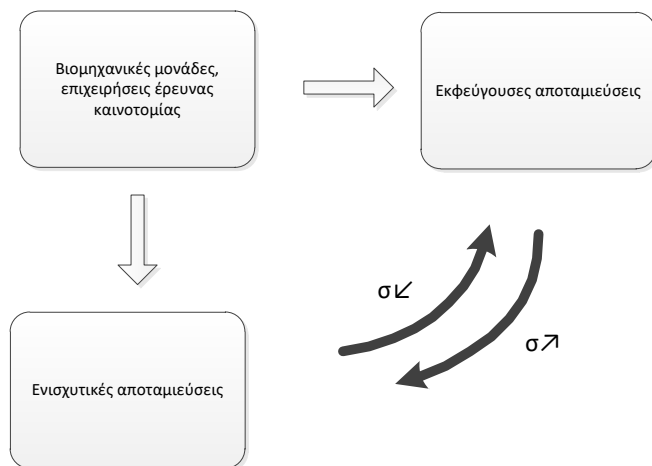 Βιομηχανικές μονάδες,
επιχειρήσεις έρευνας
καινοτομίας
Εκφεύγουσες αποταμιεύσεις
σ↙
σ↗
Ενισχυτικές αποταμιεύσεις